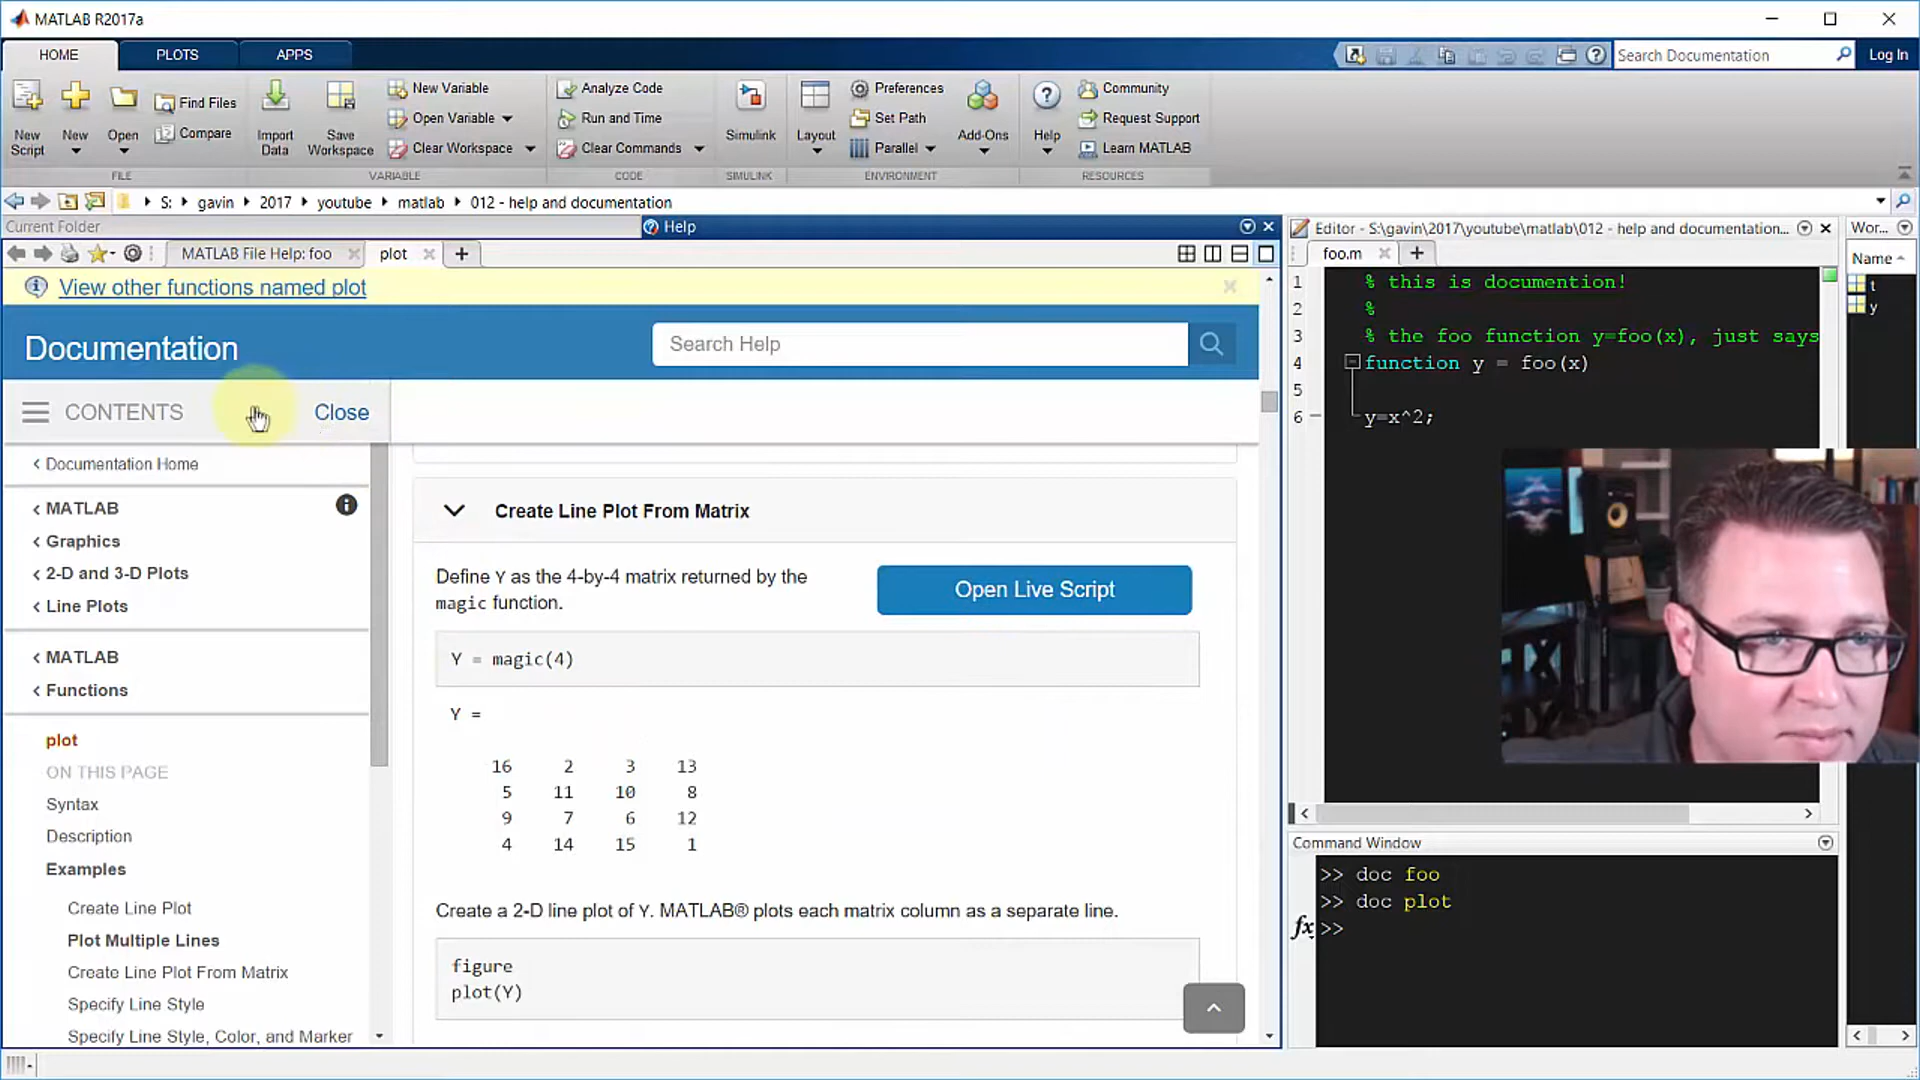 MATLAB R2017a
HOME
PLOTS
APPS
Search Documentation
Log In
New Script
New
Open
Find Files
Compare
Import Data
Save Workspace
New Variable
Open Variable
Clear Workspace
Analyze Code
Run and Time
Clear Commands
Simulink
Layout
Preferences
Set Path
Parallel
Add-Ons
Help
Community
Request Support
Learn MATLAB
FILE
VARIABLE
CODE
SIMULINK
ENVIRONMENT
RESOURCES
S: gavin 2017 youtube matlab 012 - help and documentation
Current Folder
Help
MATLAB File Help: foo
plot
View other functions named plot
Documentation
Search Help
CONTENTS
Close
< Documentation Home
< MATLAB
< Graphics
< 2-D and 3-D Plots
< Line Plots
< MATLAB
< Functions
plot
ON THIS PAGE
Syntax
Description
Examples
Create Line Plot
Plot Multiple Lines
Create Line Plot From Matrix
Specify Line Style
Specify Line Style, Color, and Marker
Create Line Plot From Matrix
Define Y as the 4-by-4 matrix returned by the
magic function.
Open Live Script
Y = magic(4)
Y =
16 2 3 13
5 11 10 8
9 7 6 12
4 14 15 1
Create a 2-D line plot of Y. MATLAB® plots each matrix column as a separate line.
figure
plot(Y)
Editor - S:\gavin\2017\youtube\matlab\012 - help and documentation...
foo.m
1 % this is documention!
2 %
3 % the foo function y=foo(x), just says
4 function y = foo(x)
5
6 y=x^2;
Wor...
Name
t
y
Command Window
>> doc foo
>> doc plot
fx >>